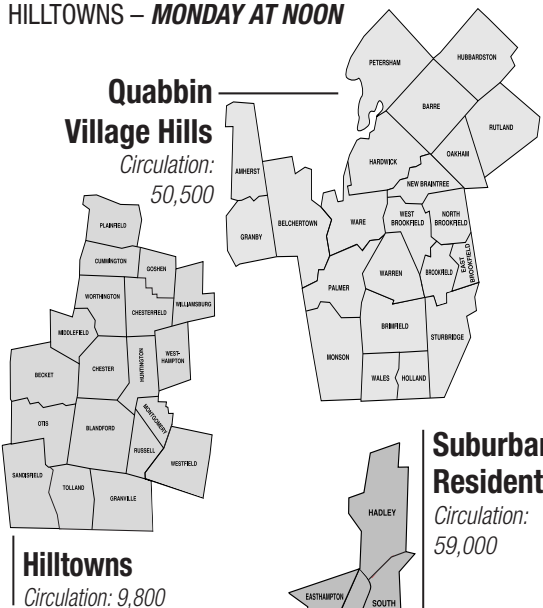 HILLTOWNS – MONDAY AT NOON
Quabbin
Village Hills
Circulation:
50,500
PETERSHAM
HUBBARDSTON
BARRE
RUTLAND
OAKHAM
HARDWICK
NEW BRAINTREE
AMHERST
GRANBY
BELCHERTOWN
WARE
WEST
BROOKFIELD
NORTH
BROOKFIELD
EAST
BROOKFIELD
BROOKFIELD
WARREN
PALMER
BRIMFIELD
STURBRIDGE
MONSON
WALES
HOLLAND
PLAINFIELD
CUMMINGTON
GOSHEN
WORTHINGTON
WILLIAMSBURG
CHESTERFIELD
MIDDLEFIELD
WEST-
HAMPTON
HUNTINGTON
CHESTER
BECKET
MONTGOMERY
OTIS
BLANDFORD
RUSSELL
WESTFIELD
SANDISFIELD
TOLLAND
GRANVILLE
Hilltowns
Circulation: 9,800
Suburba
Resident
Circulation:
59,000
HADLEY
EASTHAMPTON
SOUTH